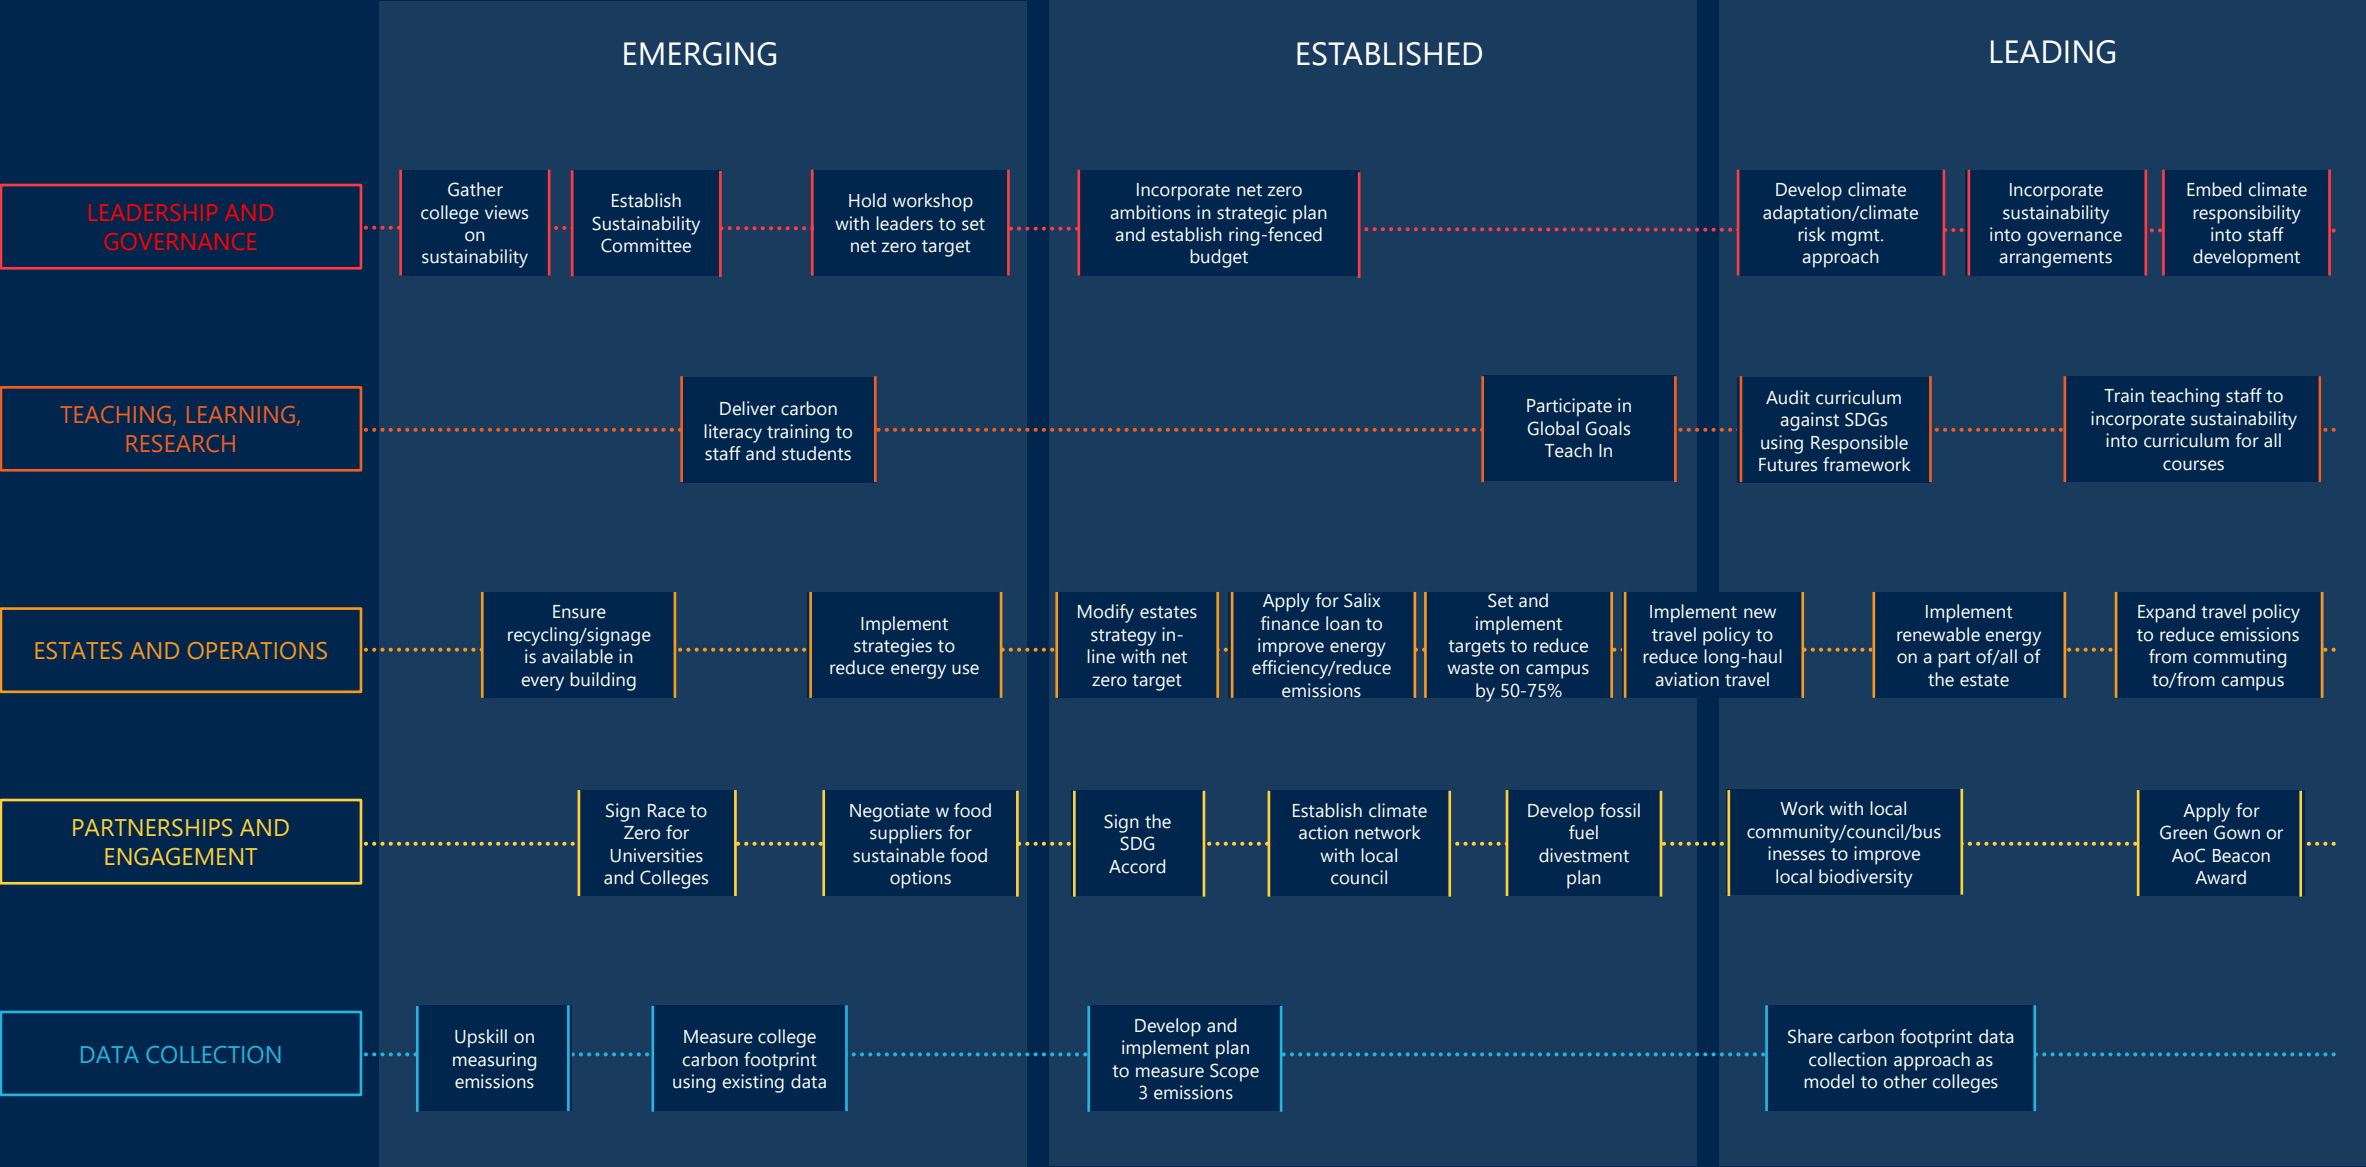 EMERGING
ESTABLISHED
LEADING
LEADERSHIP AND
GOVERNANCE
Gather
college views
on
sustainability
Establish
Sustainability
Committee
Hold workshop
with leaders to set
net zero target
Incorporate net zero
ambitions in strategic plan
and establish ring-fenced
budget
Develop climate
adaptation/climate
risk mgmt.
approach
Incorporate
sustainability
into governance
arrangements
Embed climate
responsibility
into staff
development
TEACHING, LEARNING,
RESEARCH
Deliver carbon
literacy training to
staff and students
Participate in
Global Goals
Teach In
Audit curriculum
against SDGs
using Responsible
Futures framework
Train teaching staff to
incorporate sustainability
into curriculum for all
courses
ESTATES AND OPERATIONS
Ensure
recycling/signage
is available in
every building
Implement
strategies to
reduce energy use
Modify estates
strategy in-
line with net
zero target
Apply for Salix
finance loan to
improve energy
efficiency/reduce
emissions
Set and
implement
targets to reduce
waste on campus
by 50-75%
Implement new
travel policy to
reduce long-haul
aviation travel
Implement
renewable energy
on a part of/all of
the estate
Expand travel policy
to reduce emissions
from commuting
to/from campus
PARTNERSHIPS AND
ENGAGEMENT
Sign Race to
Zero for
Universities
and Colleges
Negotiate w food
suppliers for
sustainable food
options
Sign the
SDG
Accord
Establish climate
action network
with local
council
Develop fossil
fuel
divestment
plan
Work with local
community/council/bus
inesses to improve
local biodiversity
Apply for
Green Gown or
AoC Beacon
Award
DATA COLLECTION
Upskill on
measuring
emissions
Measure college
carbon footprint
using existing data
Develop and
implement plan
to measure Scope
3 emissions
Share carbon footprint data
collection approach as
model to other colleges